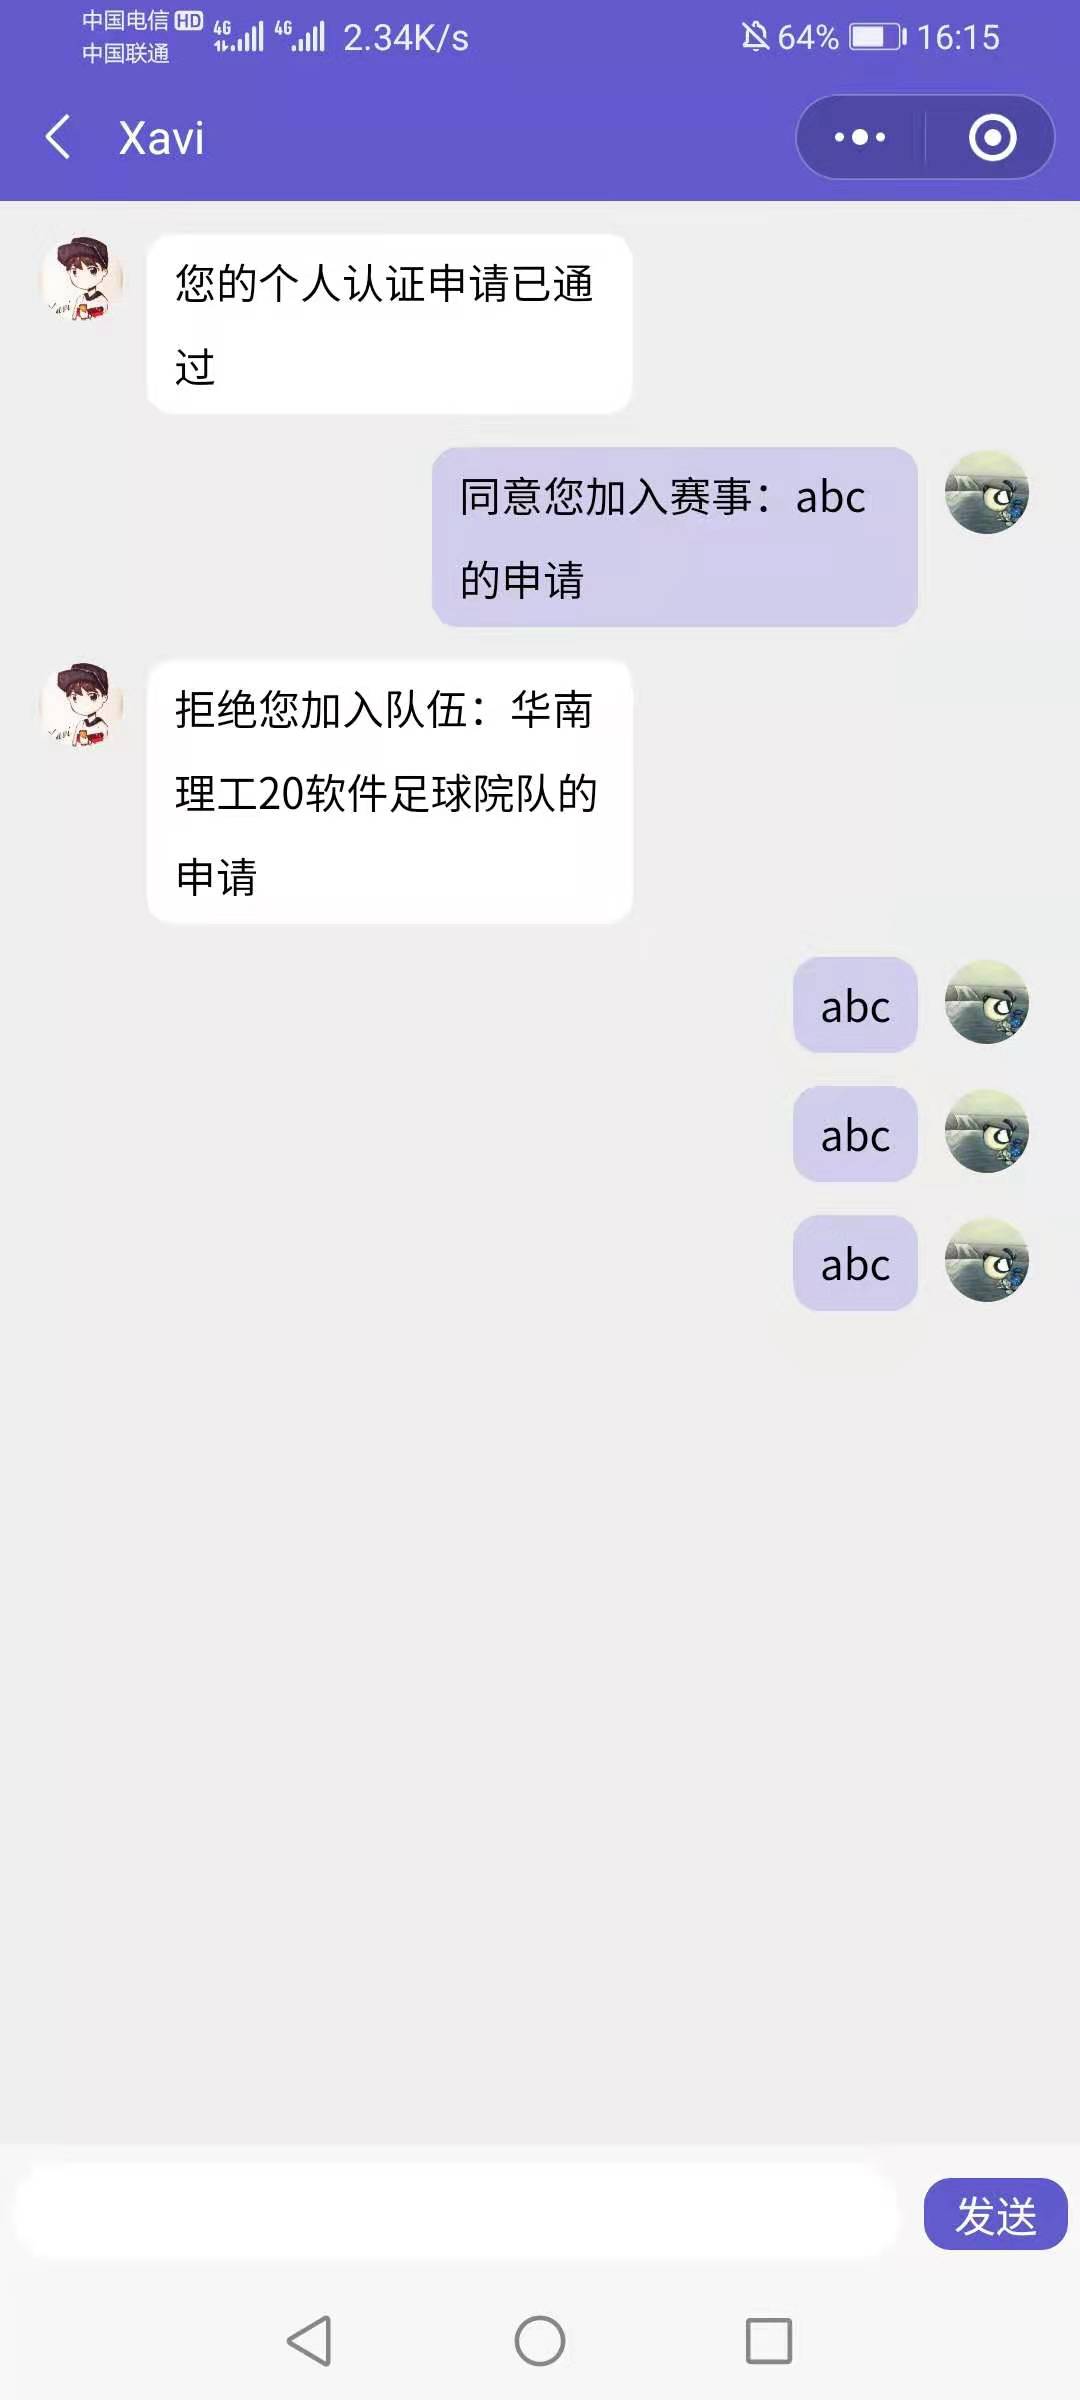 中国电信 HD 4G 4G 2.34K/s 64% 16:15
中国联通
Xavi
您的个人认证申请已通
过
同意您加入赛事：abc
的申请
拒绝您加入队伍：华南
理工20软件足球院队的
申请
abc
abc
abc
发送